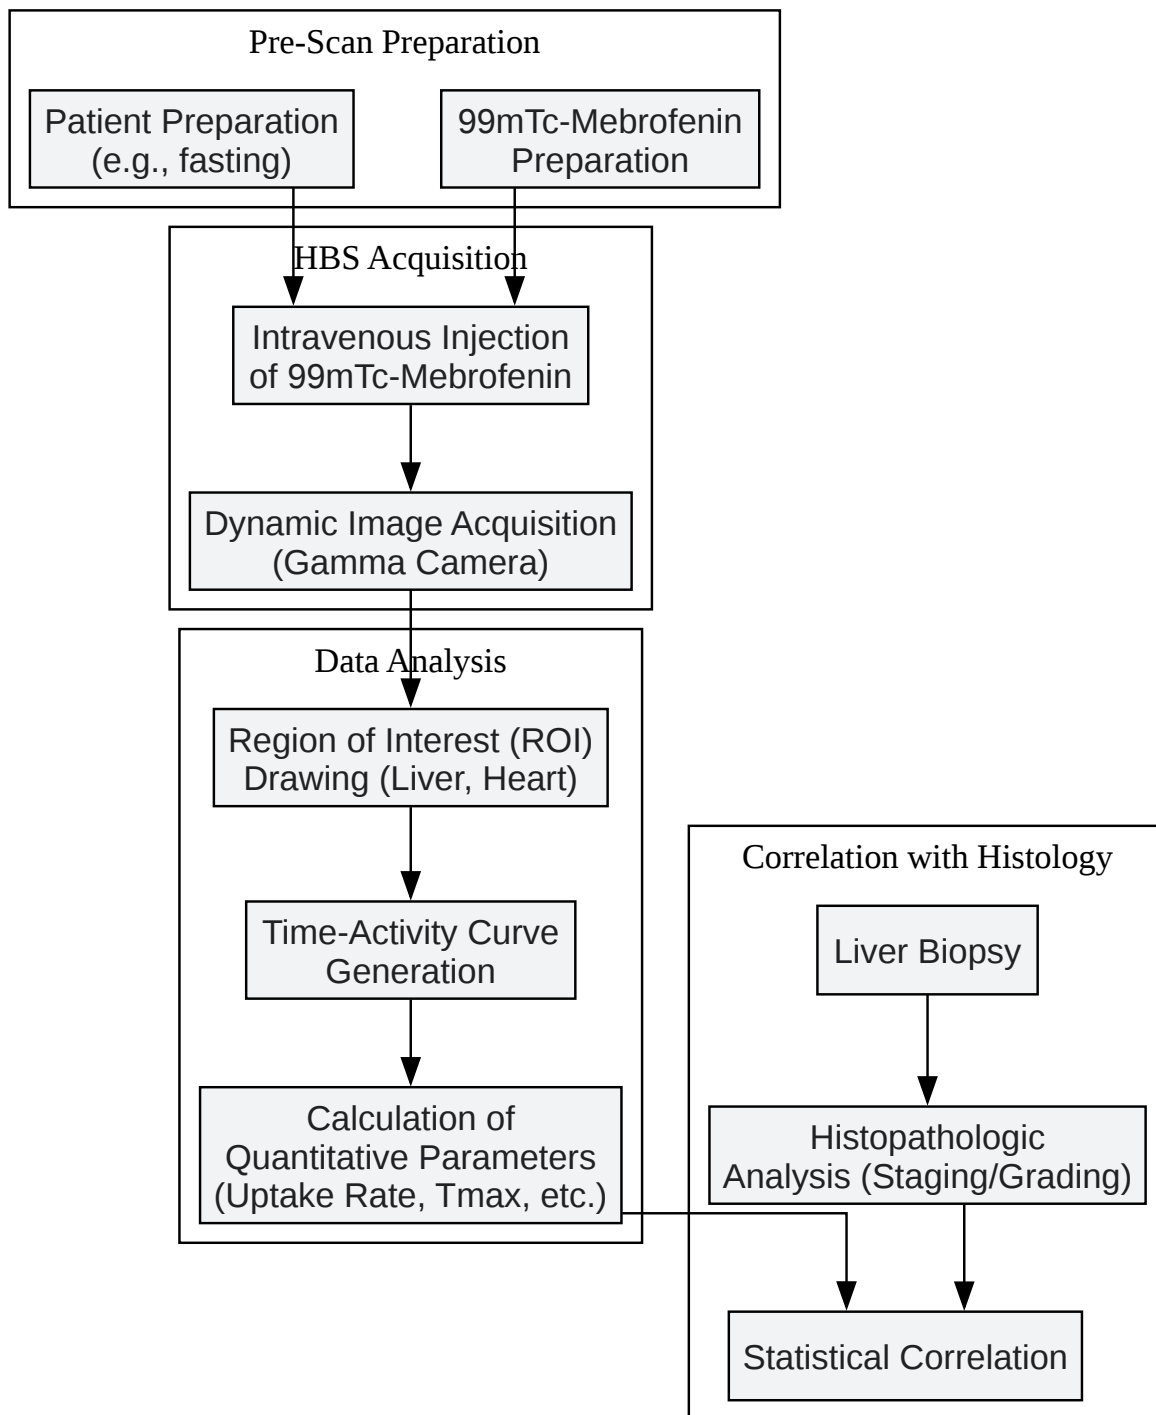 Pre-Scan Preparation
Patient Preparation
(e.g., fasting)
99mTc-Mebrofenin
Preparation
HBS Acquisition
Intravenous Injection
of 99mTc-Mebrofenin
Dynamic Image Acquisition
(Gamma Camera)
Data Analysis
Region of Interest (ROI)
Drawing (Liver, Heart)
Time-Activity Curve
Generation
Calculation of
Quantitative Parameters
(Uptake Rate, Tmax, etc.)
Correlation with Histology
Liver Biopsy
Histopathologic
Analysis (Staging/Grading)
Statistical Correlation